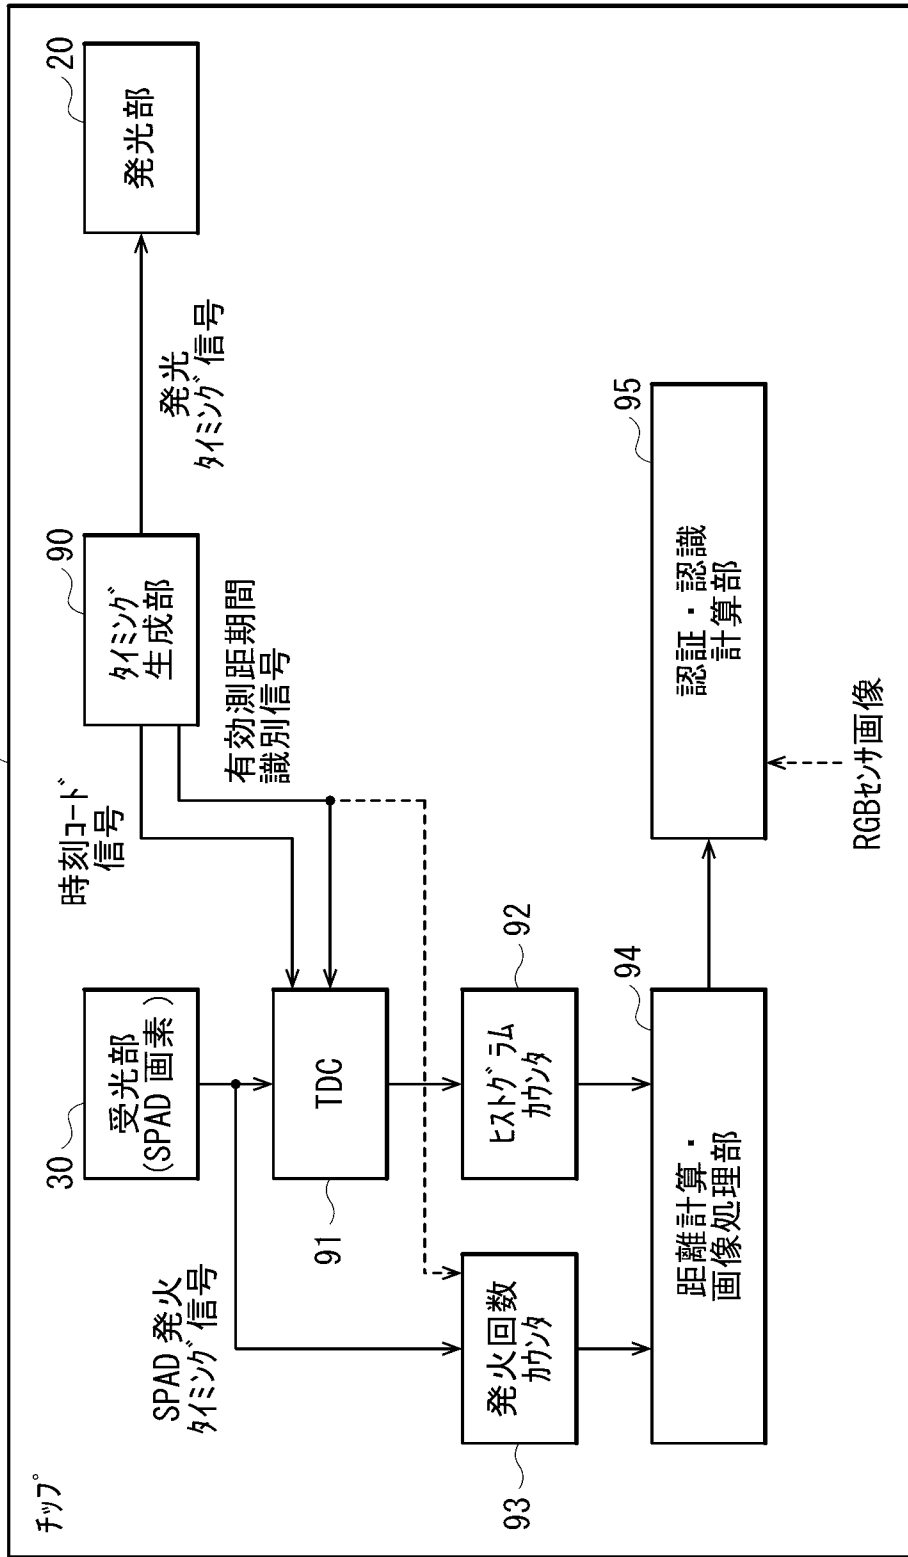 チップ
30
受光部
(SPAD 画素)
時刻コード
信号
90
タイミング
生成部
発光
タイミング信号
20
発光部
SPAD 発火
タイミング信号
91
TDC
有効測距期間
識別信号
93
発火回数
カウンタ
92
ヒストグラム
カウンタ
94
距離計算・
画像処理部
95
認証・認識
計算部
RGBセンサ画像